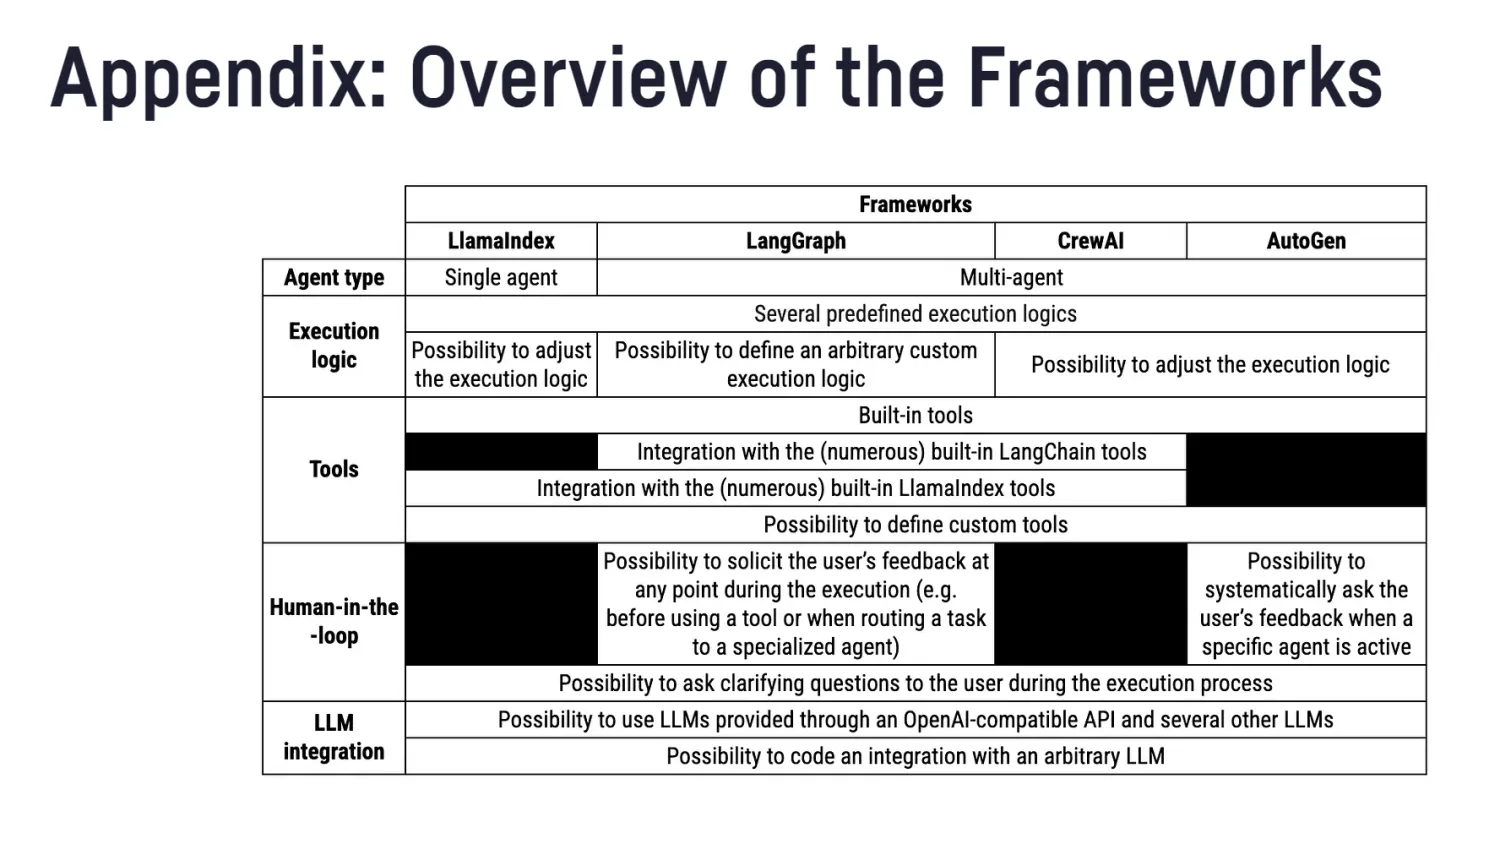 Appendix: Overview of the Frameworks
Frameworks
LlamaIndex
LangGraph
CrewAI
AutoGen
Agent type
Single agent
Multi-agent
Execution
logic
Several predefined execution logics
Possibility to adjust
the execution logic
Possibility to define an arbitrary custom
execution logic
Possibility to adjust the execution logic
Tools
Built-in tools
Integration with the (numerous) built-in LangChain tools
Integration with the (numerous) built-in LlamaIndex tools
Possibility to define custom tools
Human-in-the
-loop
Possibility to solicit the user’s feedback at
any point during the execution (e.g.
before using a tool or when routing a task
to a specialized agent)
Possibility to
systematically ask the
user’s feedback when a
specific agent is active
Possibility to ask clarifying questions to the user during the execution process
LLM
integration
Possibility to use LLMs provided through an OpenAI-compatible API and several other LLMs
Possibility to code an integration with an arbitrary LLM